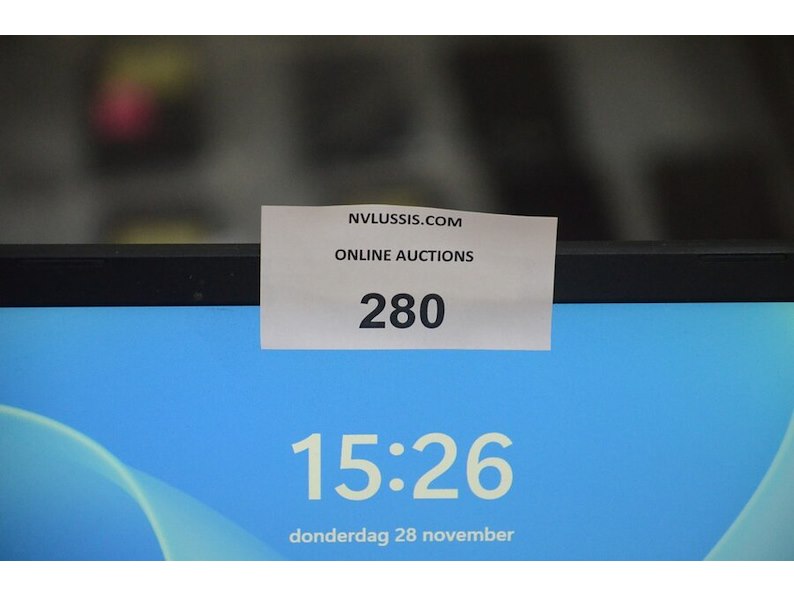 NVLUSSIS.COM
ONLINE AUCTIONS
280
15:26
donderdag 28 november